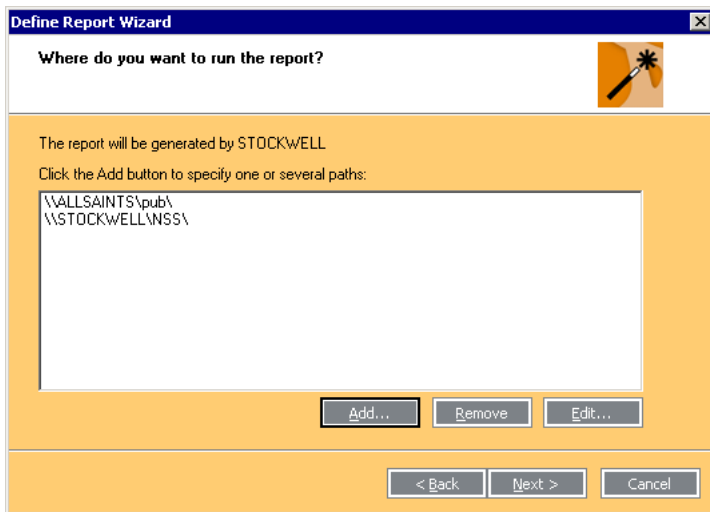 Define Report Wizard
Where do you want to run the report?
The report will be generated by STOCKWELL
Click the Add button to specify one or several paths:
\\ALLSAINTS\pub\
\\STOCKWELL\NSS\
Add... Remove Edit...
< Back Next > Cancel